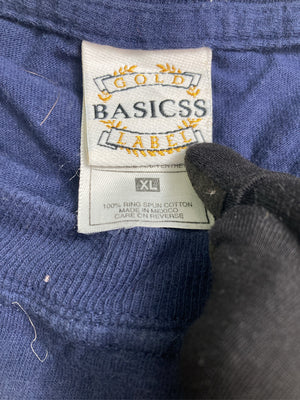 GOLD
BASICSS
LABEL
XL
100% RING SPUN COTTON
MADE IN MEXICO
CARE ON REVERSE